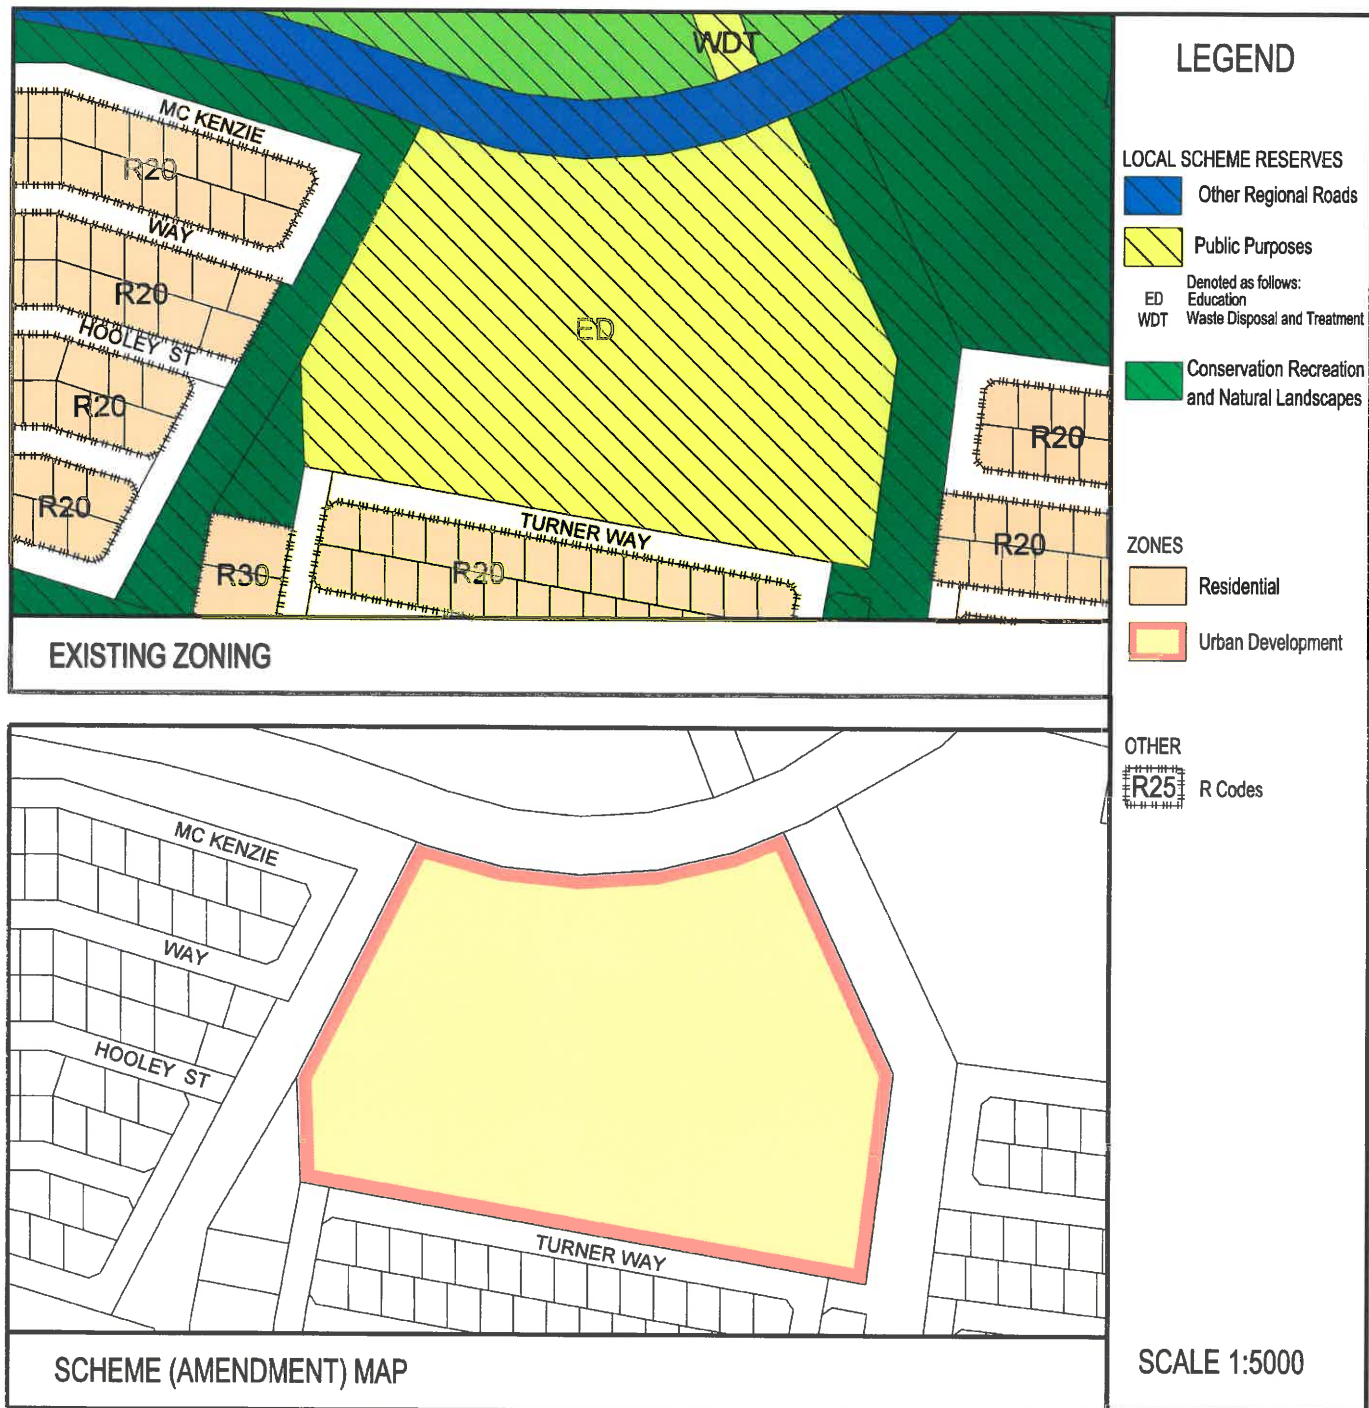 WDT
MC KENZIE
R20
WAY
R20
HOOLEY ST
R20
R20
ED
R20
R20
TURNER WAY
R30
R20
EXISTING ZONING
MC KENZIE
WAY
HOOLEY ST
TURNER WAY
SCHEME (AMENDMENT) MAP
LEGEND
LOCAL SCHEME RESERVES
Other Regional Roads
Public Purposes
Denoted as follows:
ED Education
WDT Waste Disposal and Treatment
Conservation Recreation
and Natural Landscapes
ZONES
Residential
Urban Development
OTHER
R25 R Codes
SCALE 1:5000